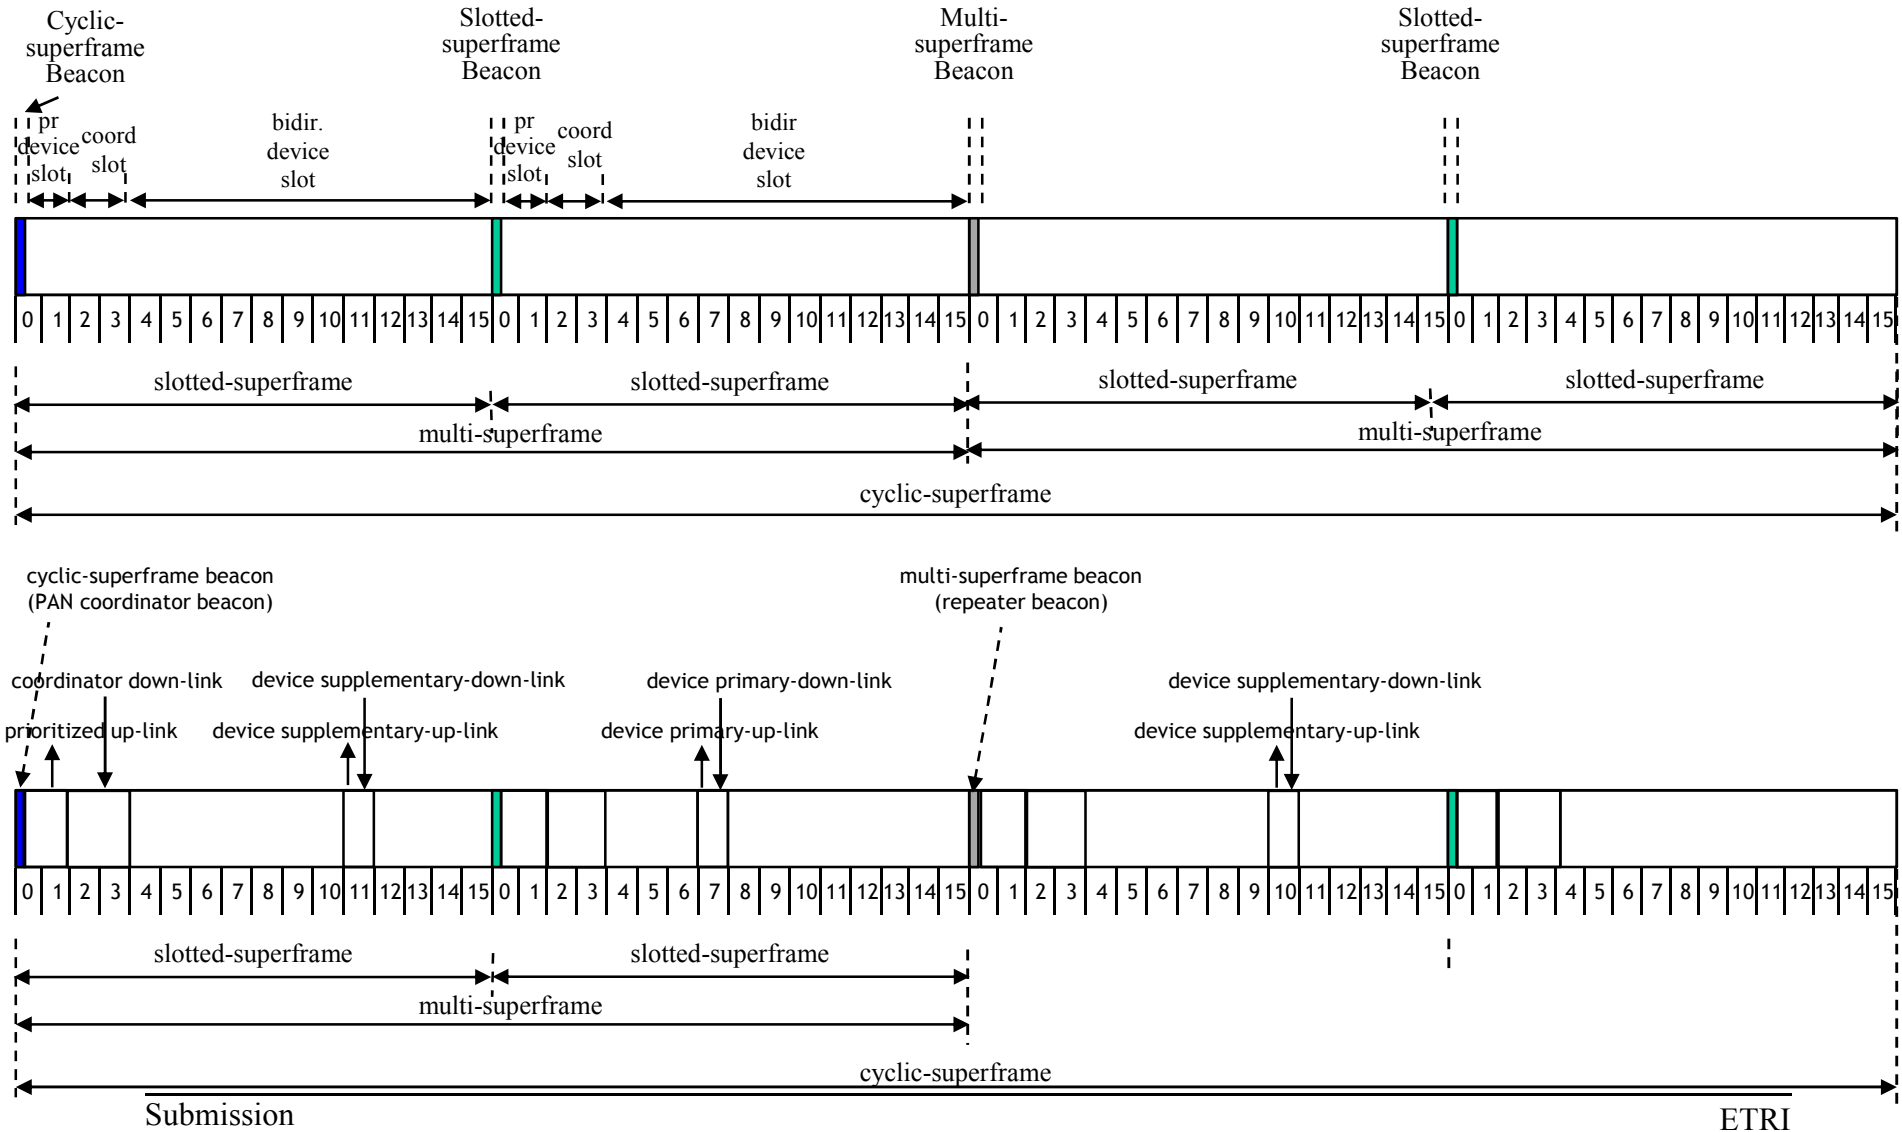 Cyclic-
superframe
Beacon
Slotted-
superframe
Beacon
Multi-
superframe
Beacon
Slotted-
superframe
Beacon
pr
device
slot
coord
slot
bidir.
device
slot
pr
device
slot
coord
slot
bidir
device
slot
0 1 2 3 4 5 6 7 8 9 10 11 12 13 14 15 0 1 2 3 4 5 6 7 8 9 10 11 12 13 14 15 0 1 2 3 4 5 6 7 8 9 10 11 12 13 14 15 0 1 2 3 4 5 6 7 8 9 10 11 12 13 14 15
slotted-superframe slotted-superframe slotted-superframe slotted-superframe
multi-superframe multi-superframe
cyclic-superframe
cyclic-superframe beacon
(PAN coordinator beacon)
multi-superframe beacon
(repeater beacon)
coordinator down-link device supplementary-down-link device primary-down-link device supplementary-down-link
prioritized up-link device supplementary-up-link device primary-up-link device supplementary-up-link
0 1 2 3 4 5 6 7 8 9 10 11 12 13 14 15 0 1 2 3 4 5 6 7 8 9 10 11 12 13 14 15 0 1 2 3 4 5 6 7 8 9 10 11 12 13 14 15 0 1 2 3 4 5 6 7 8 9 10 11 12 13 14 15
slotted-superframe slotted-superframe
multi-superframe
cyclic-superframe
Submission ETRI